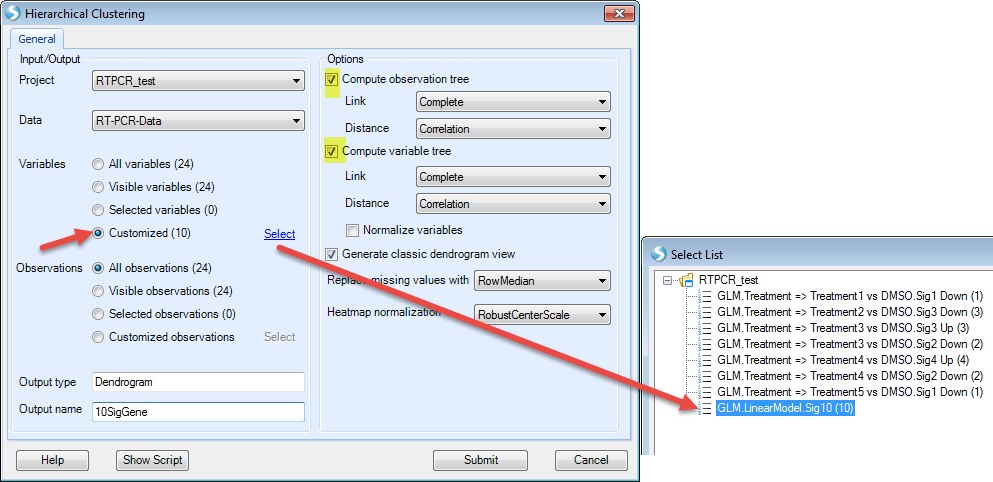 Hierarchical Clustering
General
Input/Output
Project
RTPCR_test
Data
RT-PCR-Data
Variables
All variables (24)
Visible variables (24)
Selected variables (0)
Customized (10)
Select
Observations
All observations (24)
Visible observations (24)
Selected observations (0)
Customized observations
Select
Output type
Dendrogram
Output name
10SigGene
Options
Compute observation tree
Link
Complete
Distance
Correlation
Compute variable tree
Link
Complete
Distance
Correlation
Normalize variables
Generate classic dendrogram view
Replace missing values with
RowMedian
Heatmap normalization
RobustCenterScale
Help
Show Script
Submit
Cancel
Select List
RTPCR_test
GLM.Treatment => Treatment1 vs DMSO.Sig1 Down (1)
GLM.Treatment => Treatment2 vs DMSO.Sig3 Down (3)
GLM.Treatment => Treatment3 vs DMSO.Sig3 Up (3)
GLM.Treatment => Treatment3 vs DMSO.Sig2 Down (2)
GLM.Treatment => Treatment4 vs DMSO.Sig4 Up (4)
GLM.Treatment => Treatment4 vs DMSO.Sig2 Down (2)
GLM.Treatment => Treatment5 vs DMSO.Sig1 Down (1)
GLM.LinearModel.Sig10 (10)